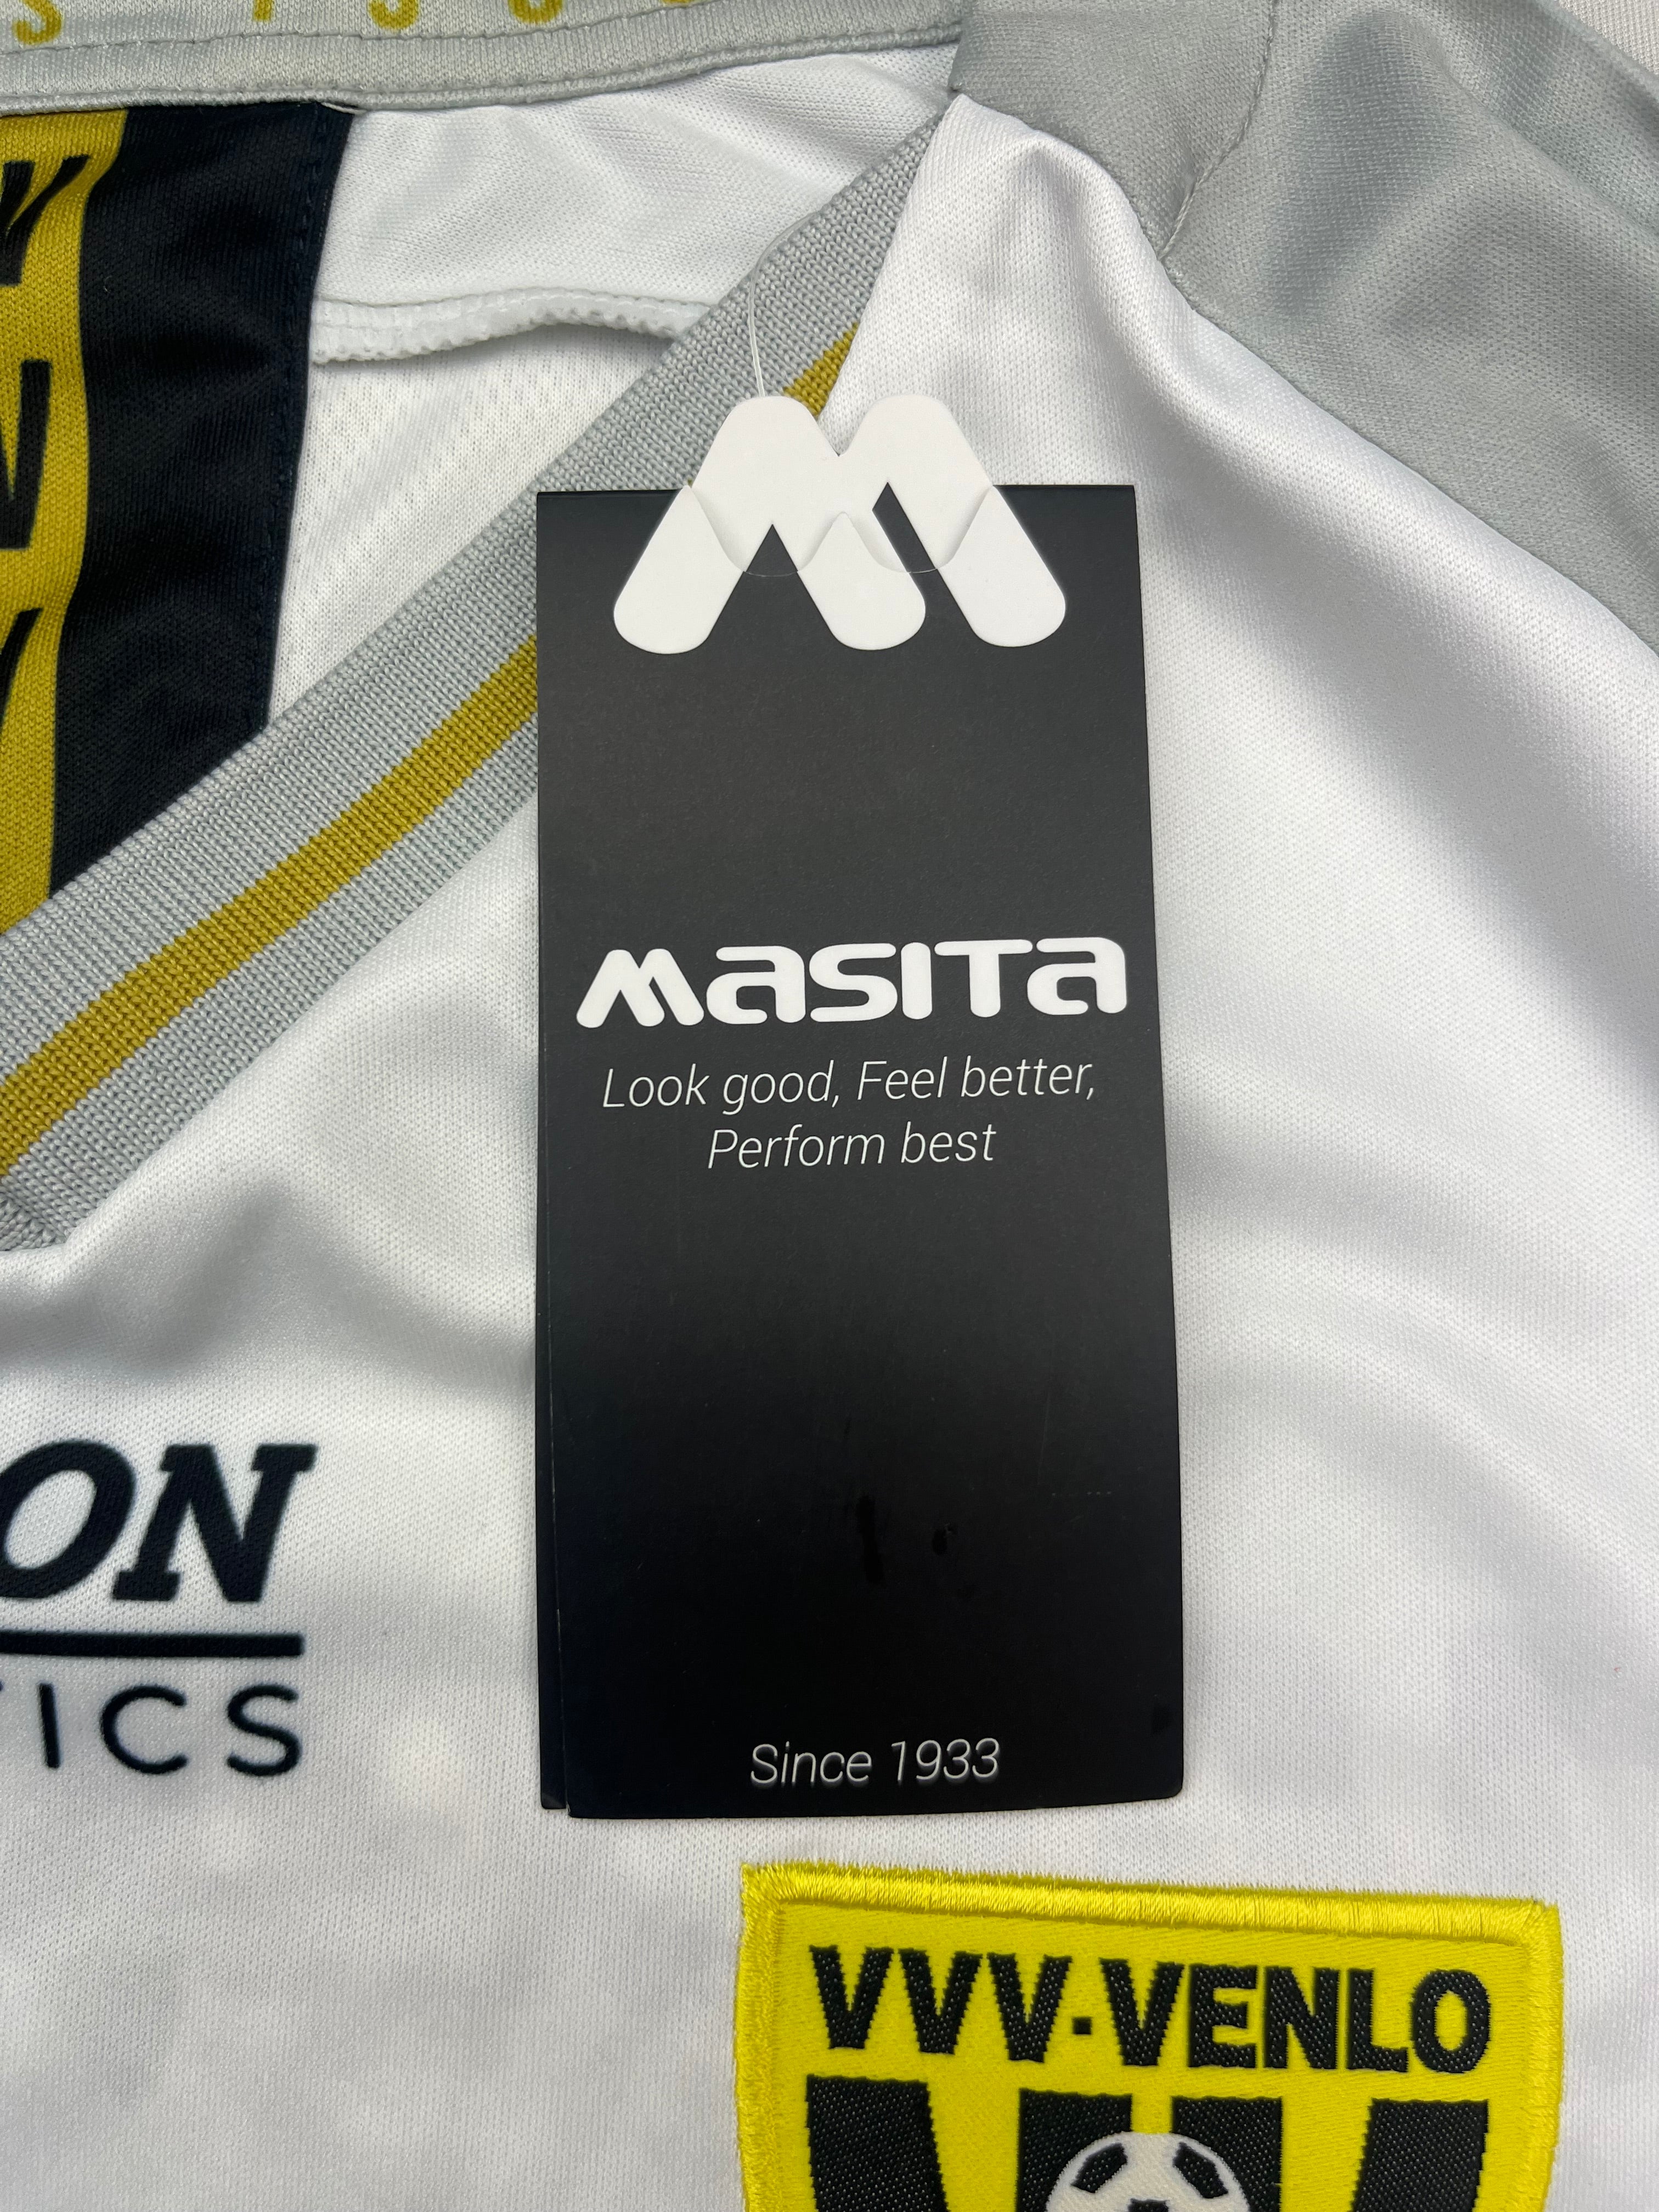 MASITA
Look good, Feel better,
Perform best
ON
ICS
Since 1933
VVV-VENLO